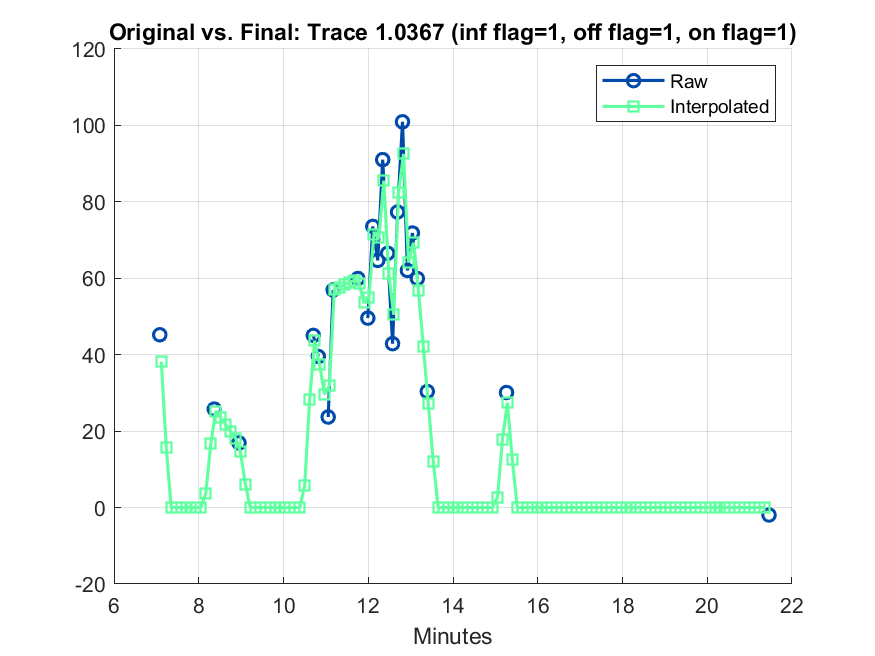 Original vs. Final: Trace 1.0367 (inf flag=1, off flag=1, on flag=1)
120
100
80
60
40
20
0
-20
Raw
Interpolated
6 8 10 12 14 16 18 20 22
Minutes